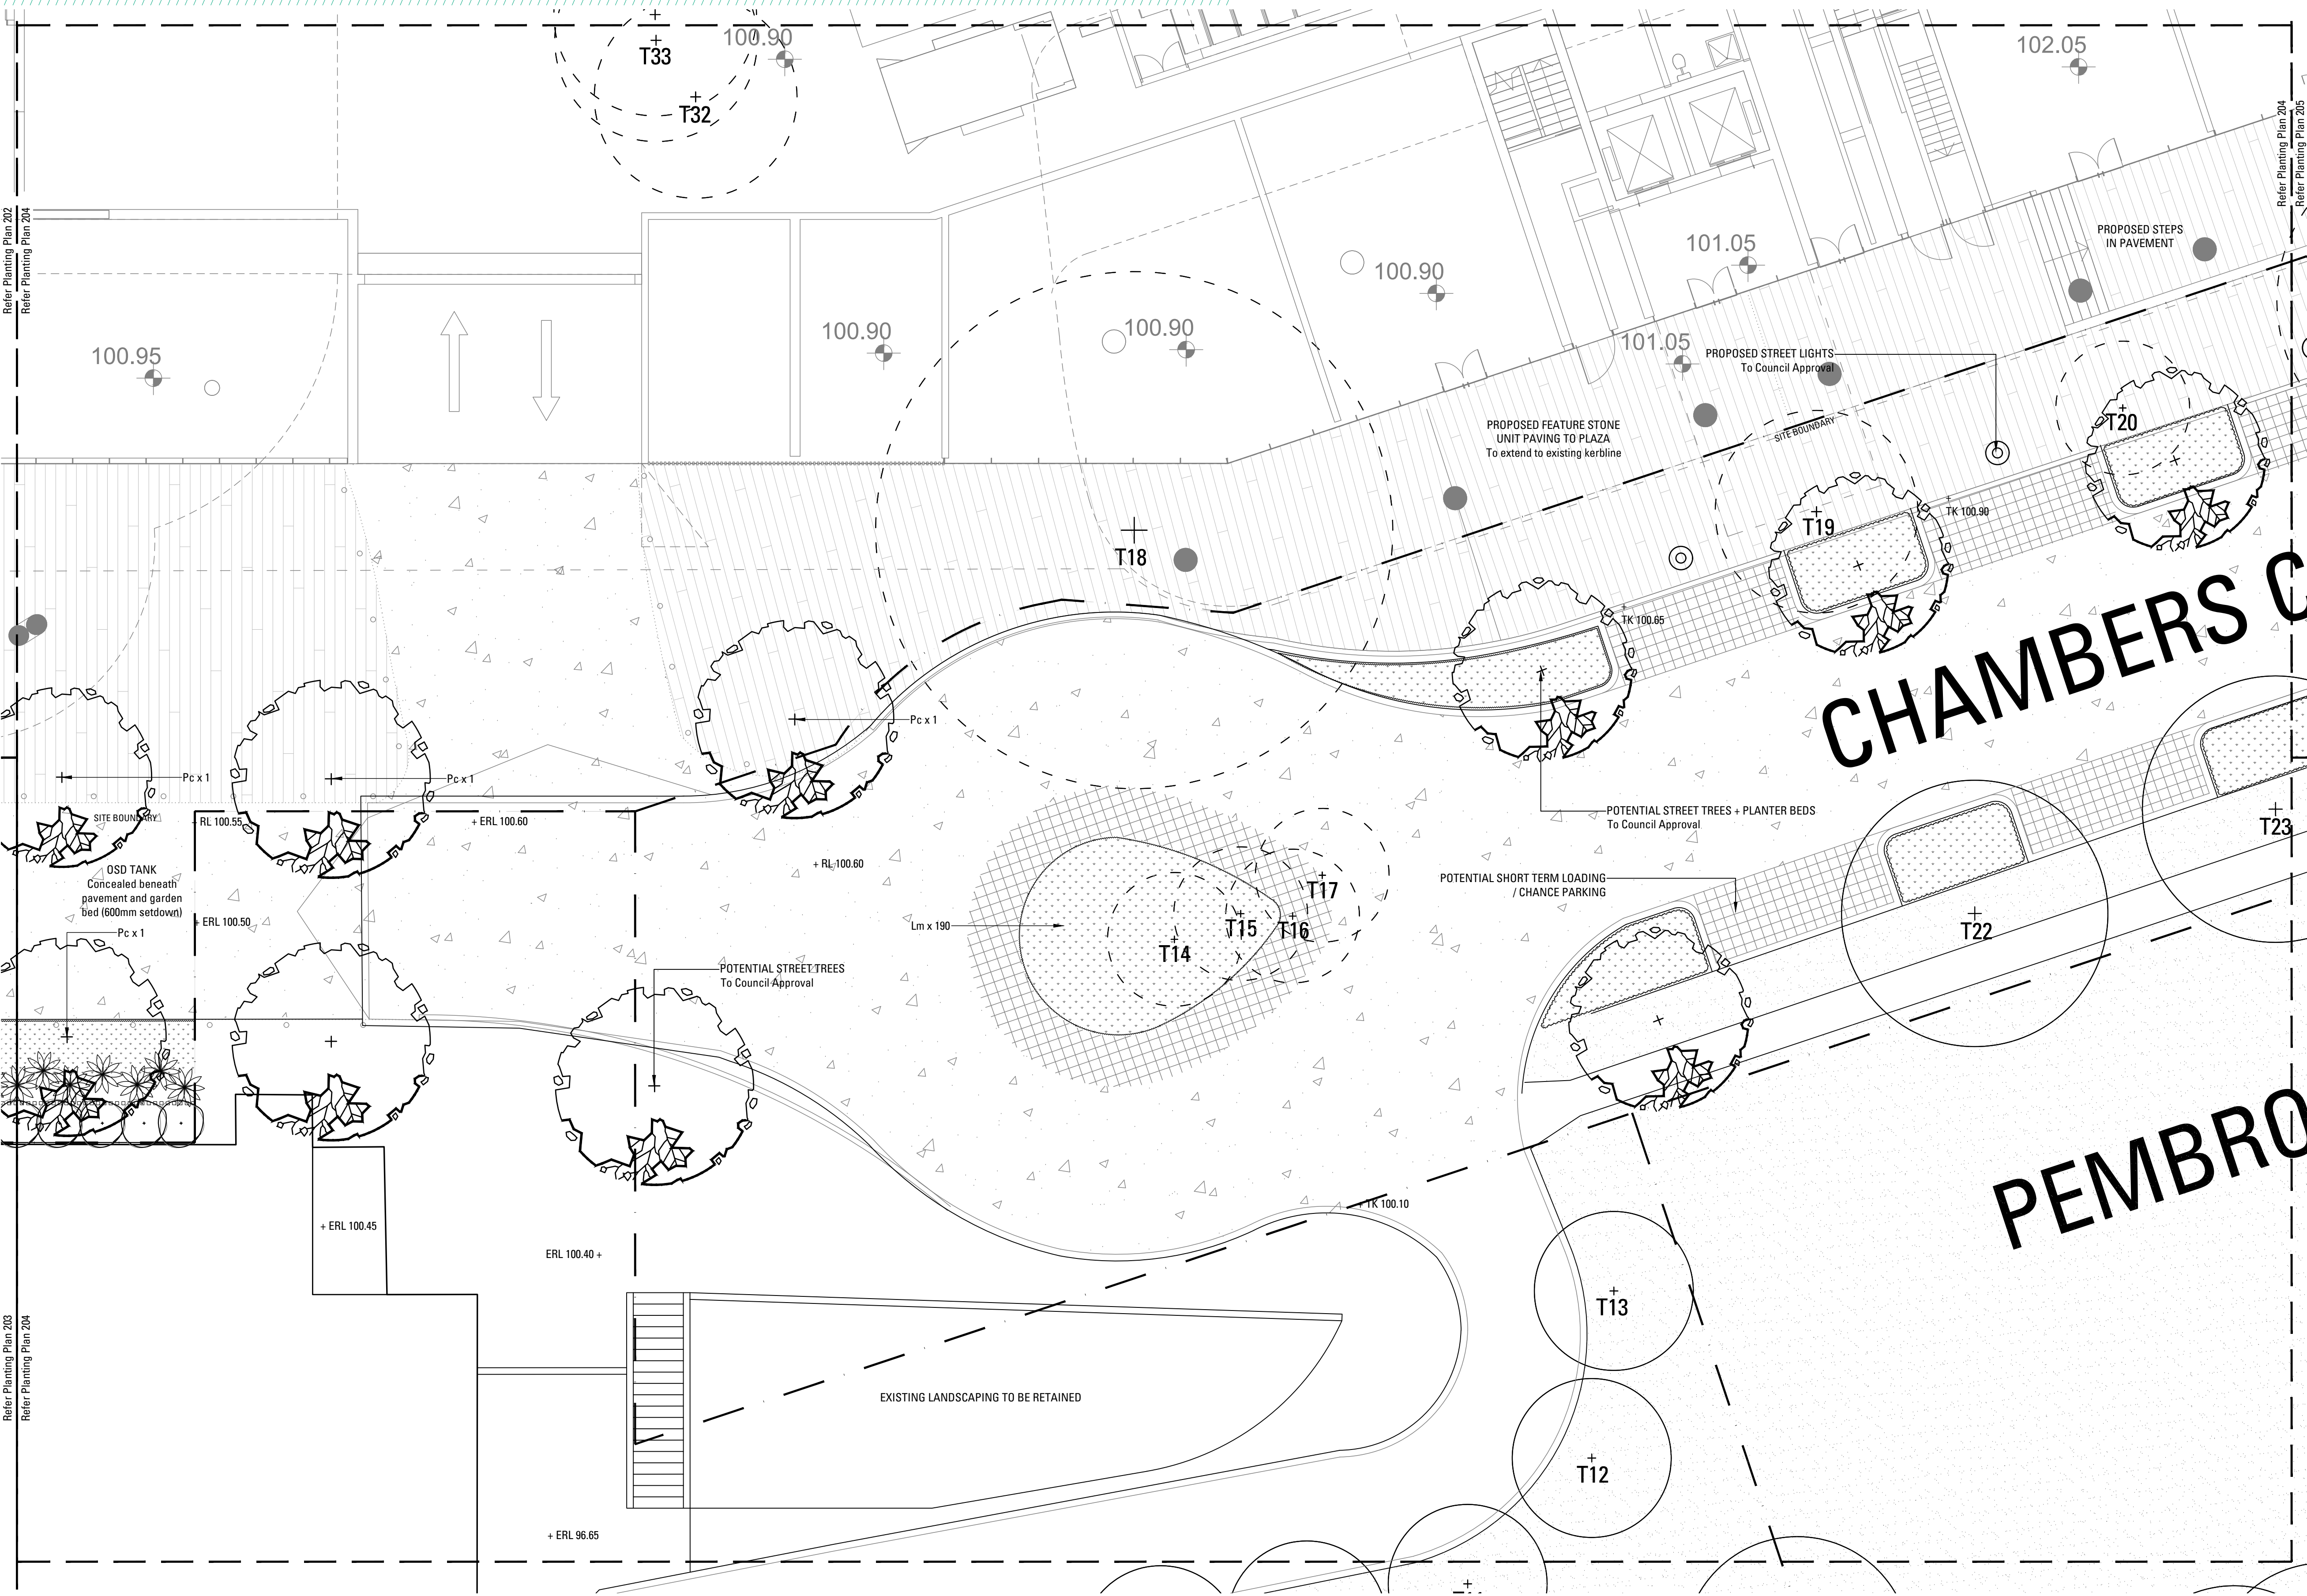 100.90
T33
T32
102.05
Refer Planting Plan 204
Refer Planting Plan 205
Refer Planting Plan 202
Refer Planting Plan 204
PROPOSED STEPS
IN PAVEMENT
101.05
100.90
100.90
100.90
100.95
101.05
PROPOSED STREET LIGHTS
To Council Approval
PROPOSED FEATURE STONE
UNIT PAVING TO PLAZA
To extend to existing kerbline
SITE BOUNDARY
T20
T19
TK 100.90
T18
TK 100.65
CHAMBERS C
Pc x 1
Pc x 1
Pc x 1
SITE BOUNDARY
RL 100.55
+ ERL 100.60
POTENTIAL STREET TREES + PLANTER BEDS
To Council Approval
T23
+ RL 100.60
OSD TANK
Concealed beneath
pavement and garden
bed (600mm setdown)
+ ERL 100.50
Pc x 1
POTENTIAL SHORT TERM LOADING
/ CHANCE PARKING
T17
T16
T15
T14
Lm x 190
T22
POTENTIAL STREET TREES
To Council Approval
PEMBRO
+ TK 100.10
+ ERL 100.45
ERL 100.40 +
T13
Refer Planting Plan 203
Refer Planting Plan 204
EXISTING LANDSCAPING TO BE RETAINED
T12
+ ERL 96.65